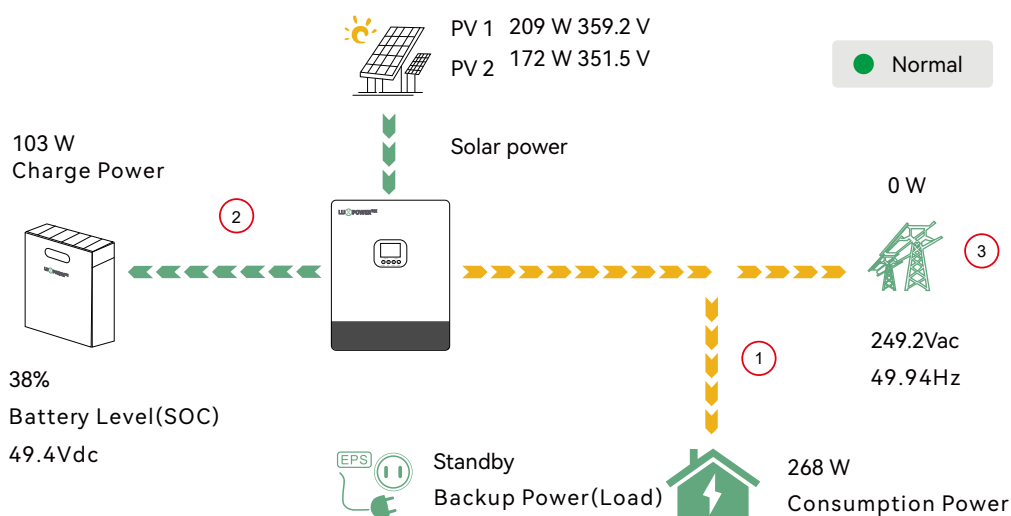 PV 1 209 W 359.2 V
PV 2 172 W 351.5 V
Normal
Solar power
103 W
Charge Power
2
0 W
3
249.2Vac
49.94Hz
1
38%
Battery Level(SOC)
49.4Vdc
EPS
Standby
Backup Power(Load)
268 W
Consumption Power